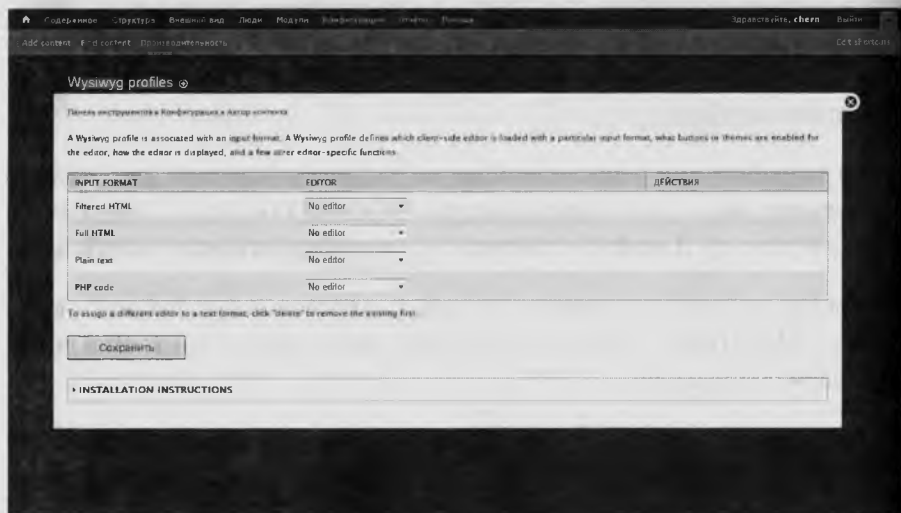 Содержимое Структура Внешний вид Люди Модули Конфигурация Отчёты Помощь Здравствуйте, chern Выйти
Add content Find content Производительность Edit shortcuts
Wysiwyg profiles
Панель инструментов » Конфигурация » Автор контента
A Wysiwyg profile is associated with an input format. A Wysiwyg profile defines which client-side editor is loaded with a particular input format, what buttons or themes are enabled for
the editor, how the editor is displayed, and a few other editor-specific functions.
INPUT FORMAT EDITOR ДЕЙСТВИЯ
Filtered HTML No editor
Full HTML No editor
Plain text No editor
PHP code No editor
To assign a different editor to a text format, click "delete" to remove the existing first.
Сохранить
INSTALLATION INSTRUCTIONS